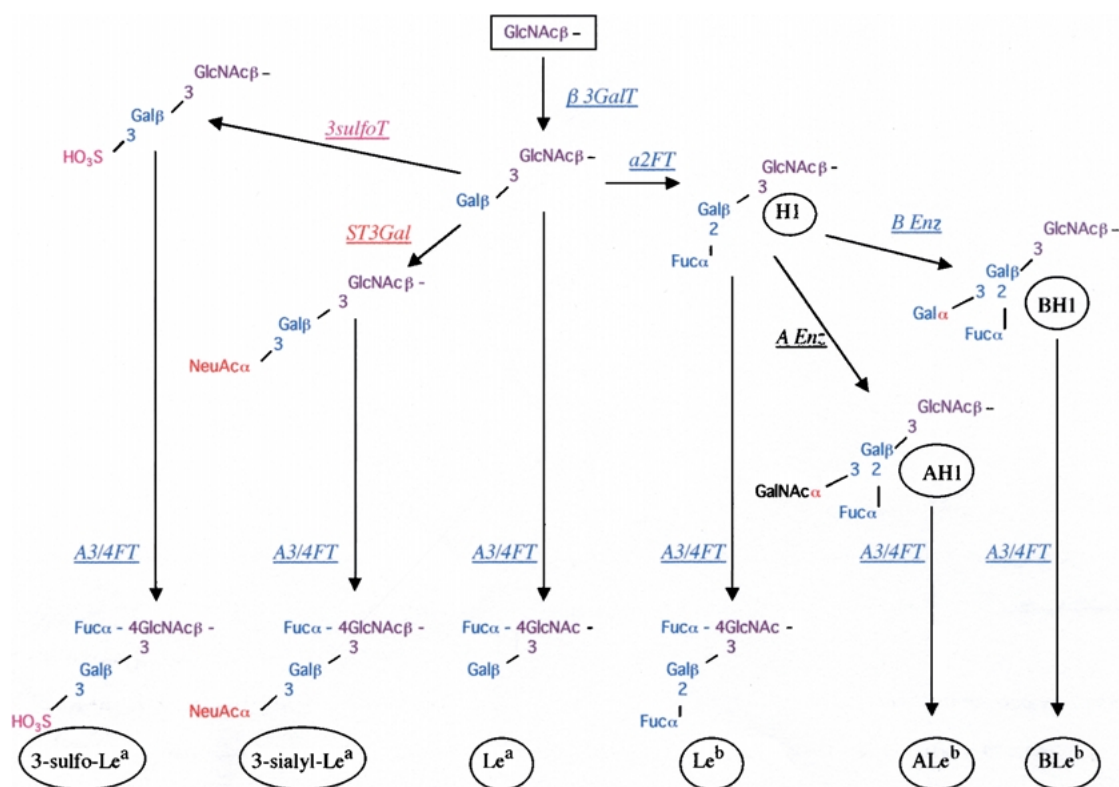 GlcNAcβ –
β 3GalT
GlcNAcβ –
3
Galβ
3
HO₃S
3sulfoT
GlcNAcβ –
3
Galβ
a2FT
GlcNAcβ –
3
Galβ
2
Fucα
H1
B Enz
GlcNAcβ –
3
Galβ
3 2
Galα
Fucα
BH1
ST3Gal
GlcNAcβ -
3
Galβ
3
NeuAcα
A Enz
GlcNAcβ –
3
Galβ
3 2
GalNAcα
Fucα
AH1
A3/4FT
A3/4FT
A3/4FT
A3/4FT
A3/4FT
A3/4FT
Fucα - 4GlcNAcβ -
3
Galβ
3
HO₃S
3-sulfo-Leᵃ
Fucα - 4GlcNAcβ -
3
Galβ
3
NeuAcα
3-sialyl-Leᵃ
Fucα - 4GlcNAc -
3
Galβ
Leᵃ
Fucα - 4GlcNAc -
3
Galβ
2
Fucα
Leᵇ
ALeᵇ
BLeᵇ